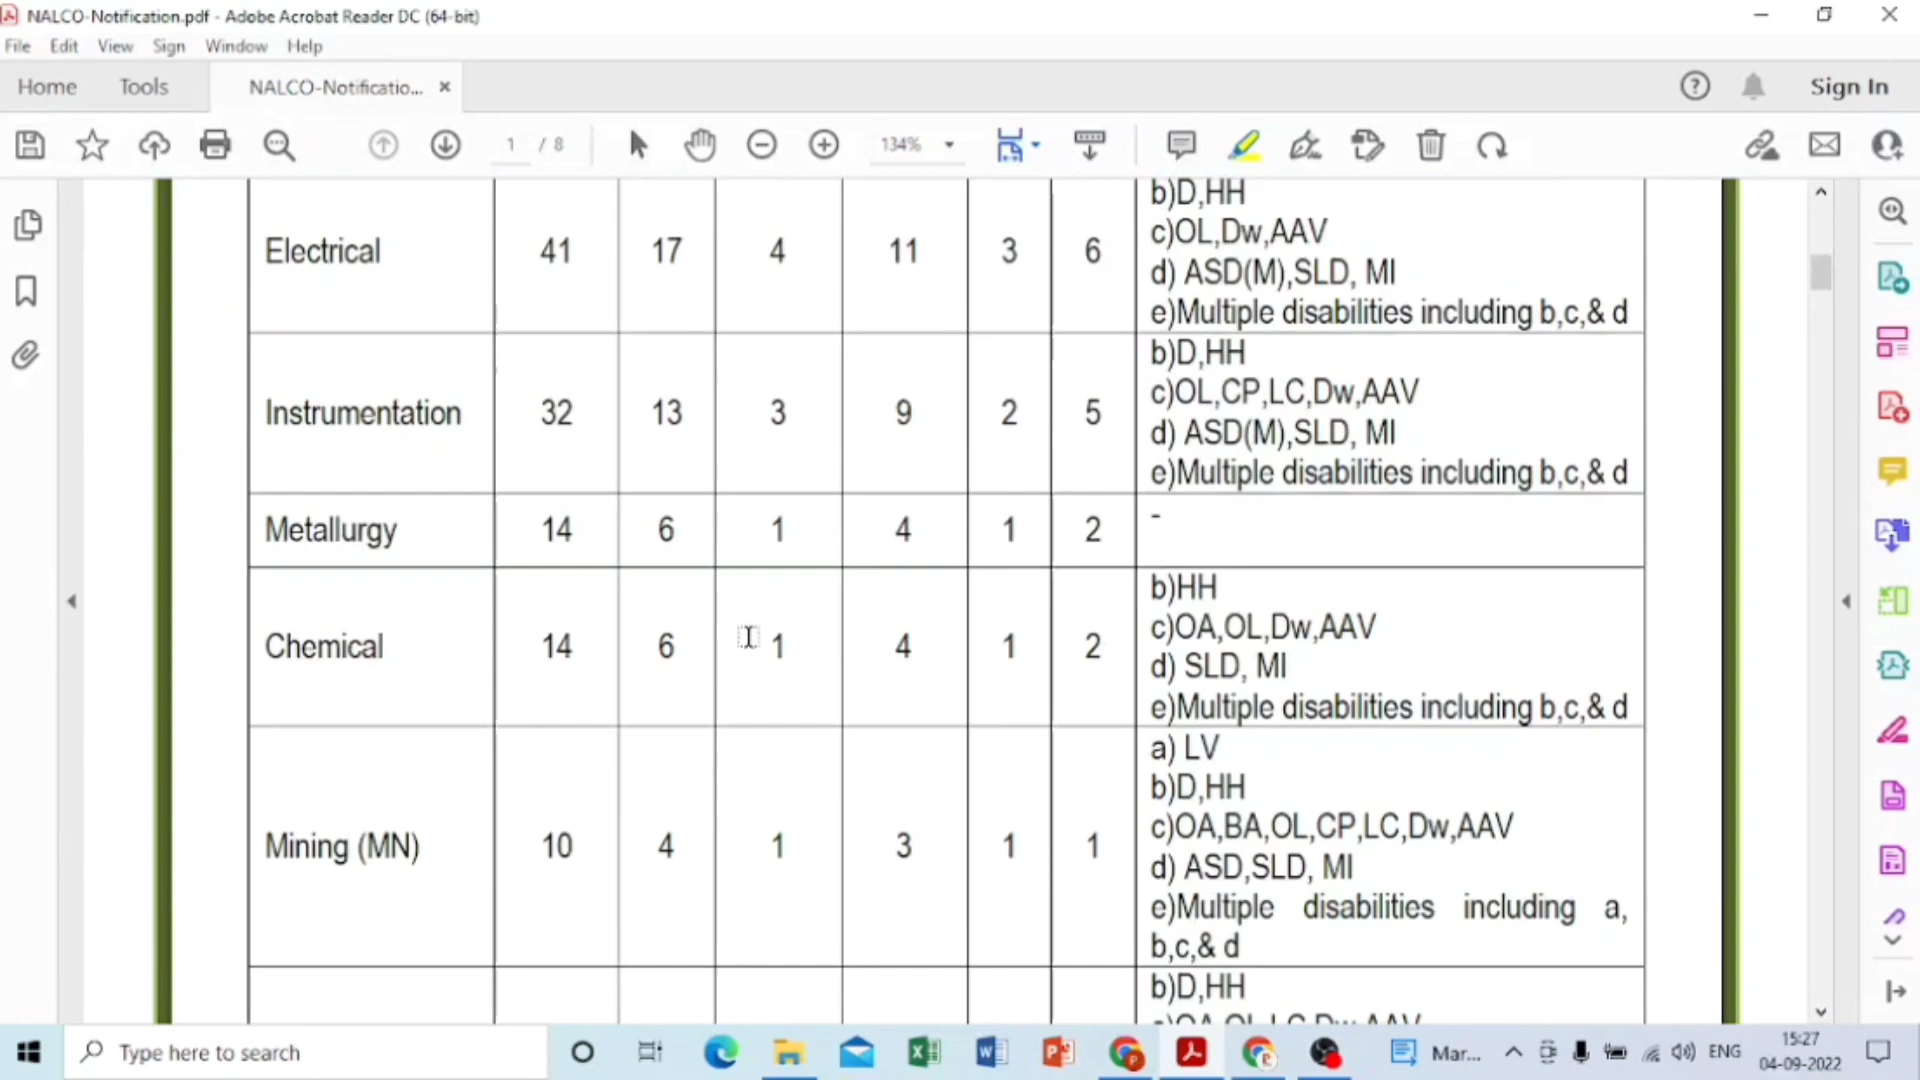 NALCO-Notification.pdf - Adobe Acrobat Reader DC (64-bit)
File Edit View Sign Window Help
Home Tools NALCO-Notificatio... × Sign In
1 / 8 134%
b)D,HH
Electrical 41 17 4 11 3 6
c)OL,Dw,AAV
d) ASD(M),SLD, MI
e)Multiple disabilities including b,c,& d
b)D,HH
c)OL,CP,LC,Dw,AAV
Instrumentation 32 13 3 9 2 5
d) ASD(M),SLD, MI
e)Multiple disabilities including b,c,& d
Metallurgy 14 6 1 4 1 2 -
b)HH
c)OA,OL,Dw,AAV
Chemical 14 6 1 4 1 2
d) SLD, MI
e)Multiple disabilities including b,c,& d
a) LV
b)D,HH
c)OA,BA,OL,CP,LC,Dw,AAV
Mining (MN) 10 4 1 3 1 1
d) ASD,SLD, MI
e)Multiple disabilities including a,
b,c,& d
b)D,HH
Type here to search
Mar... ENG
15:27
04-09-2022